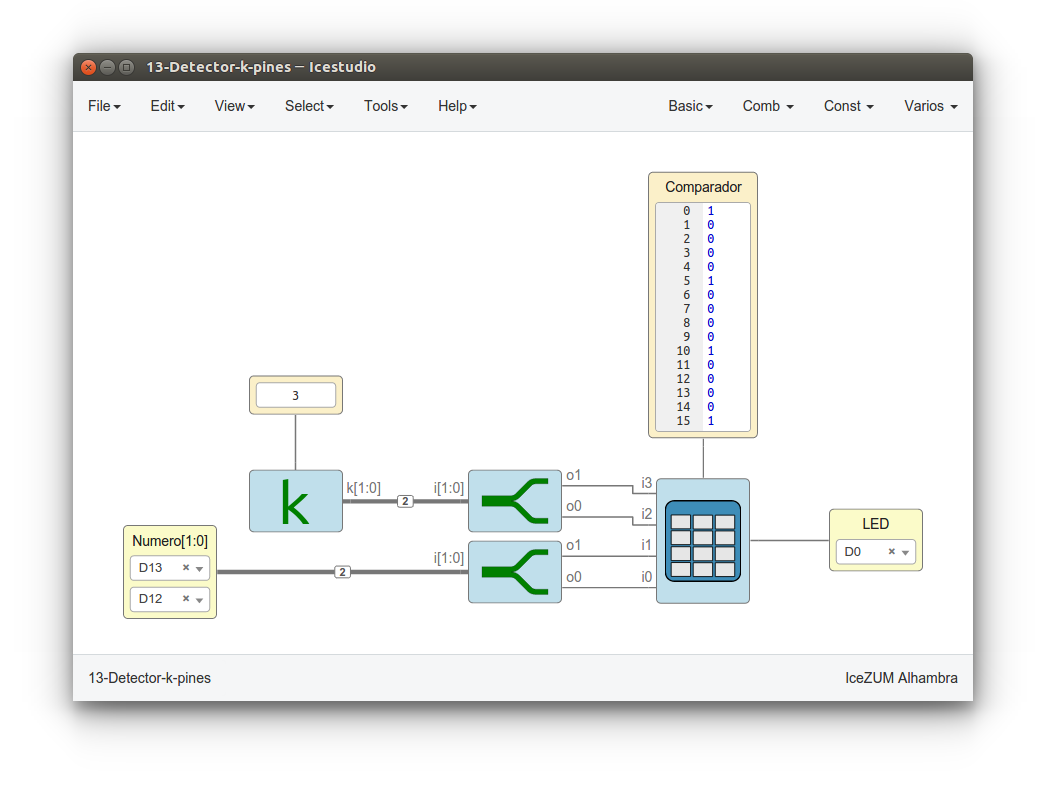 13-Detector-k-pines – Icestudio
File Edit View Select Tools Help Basic Comb Const Varios
Comparador
0 1
1 0
2 0
3 0
4 0
5 1
6 0
7 0
8 0
9 0
10 1
11 0
12 0
13 0
14 0
15 1
3
k
k[1:0]
2
i[1:0]
o1
o0
i3
i2
i1
i0
Numero[1:0]
D13
D12
2
i[1:0]
o1
o0
LED
D0
13-Detector-k-pines
IceZUM Alhambra